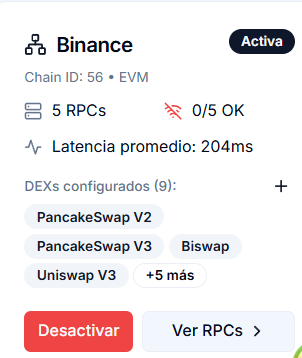 Binance
Activa
Chain ID: 56 • EVM
5 RPCs
0/5 OK
Latencia promedio: 204ms
DEXs configurados (9):
+
PancakeSwap V2
PancakeSwap V3
Biswap
Uniswap V3
+5 más
Desactivar
Ver RPCs